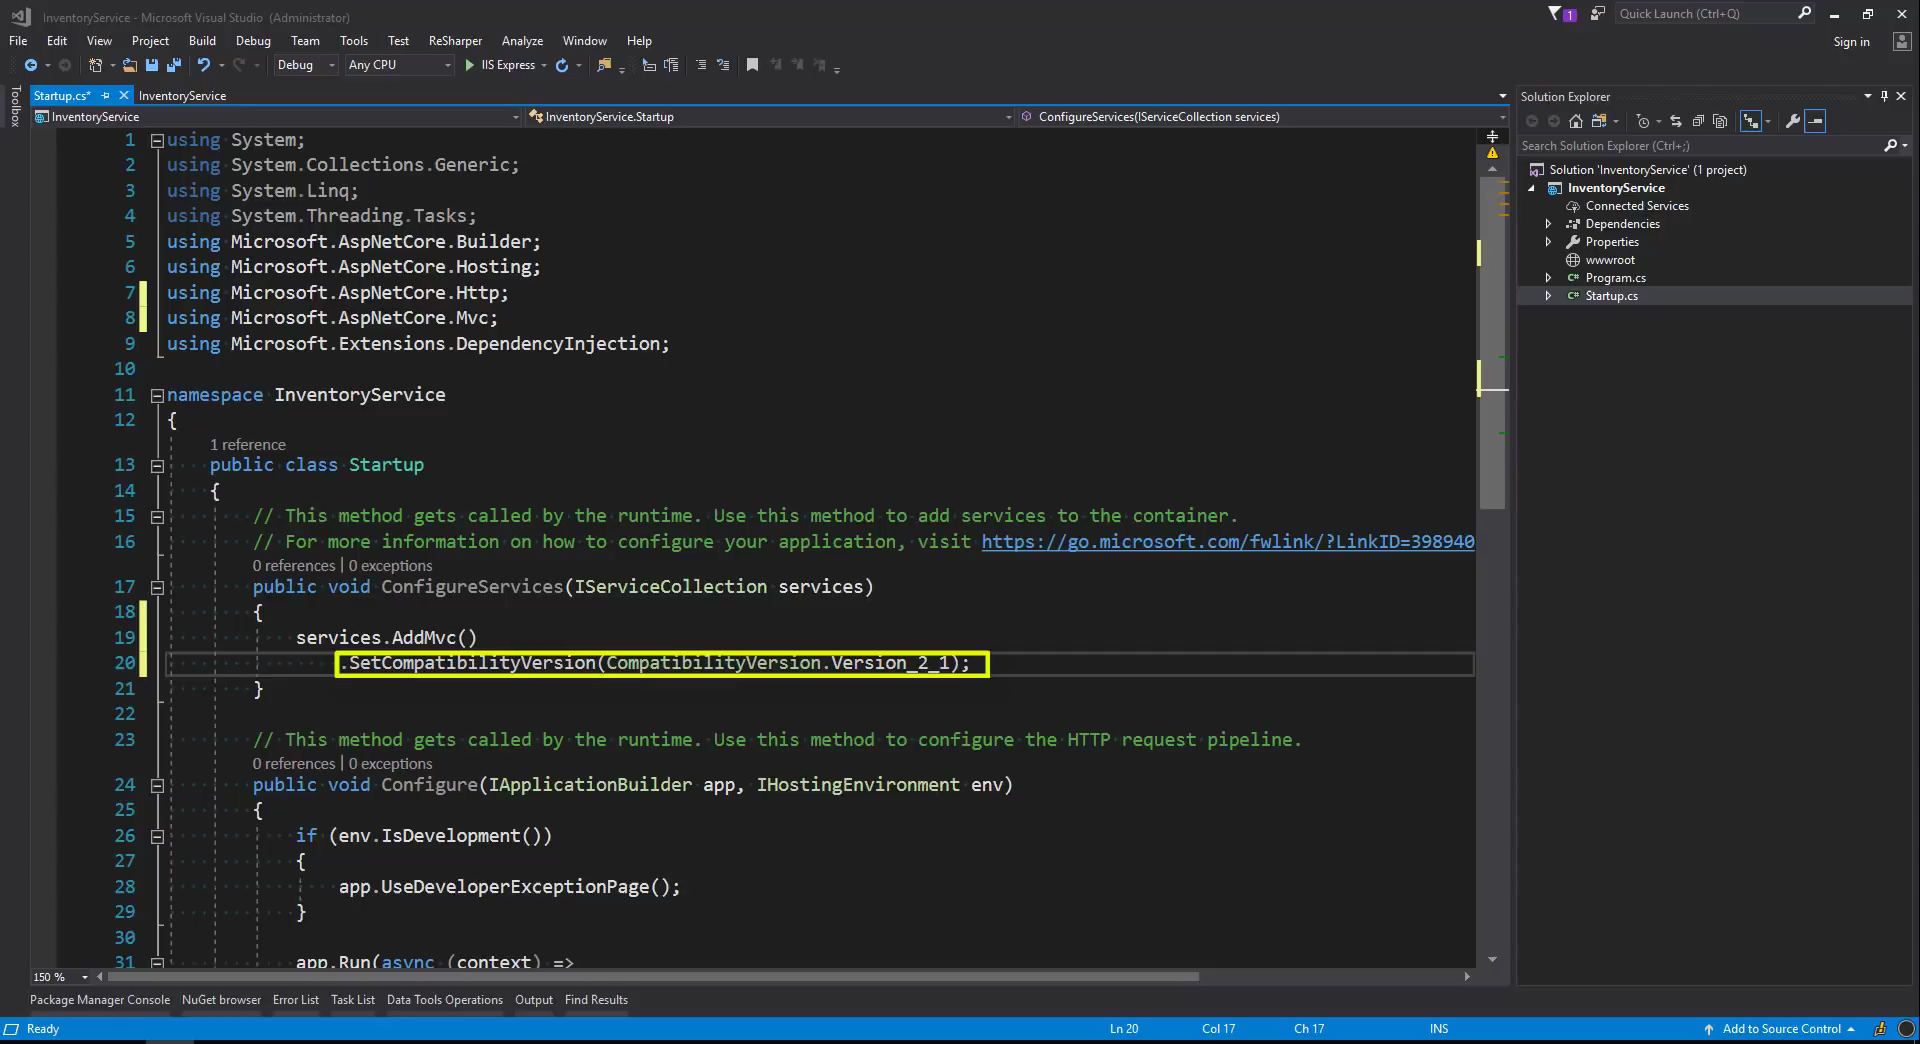 InventoryService - Microsoft Visual Studio (Administrator)
1
Quick Launch (Ctrl+Q)
File Edit View Project Build Debug Team Tools Test ReSharper Analyze Window Help
Sign in
Debug Any CPU IIS Express
Toolbox
Startup.cs* InventoryService
InventoryService InventoryService.Startup ConfigureServices(IServiceCollection services)
1 using System;
2 using System.Collections.Generic;
3 using System.Linq;
4 using System.Threading.Tasks;
5 using Microsoft.AspNetCore.Builder;
6 using Microsoft.AspNetCore.Hosting;
7 using Microsoft.AspNetCore.Http;
8 using Microsoft.AspNetCore.Mvc;
9 using Microsoft.Extensions.DependencyInjection;
10
11 namespace InventoryService
12 {
1 reference
13 public class Startup
14 {
15 // This method gets called by the runtime. Use this method to add services to the container.
16 // For more information on how to configure your application, visit https://go.microsoft.com/fwlink/?LinkID=398940
0 references | 0 exceptions
17 public void ConfigureServices(IServiceCollection services)
18 {
19 services.AddMvc()
20 .SetCompatibilityVersion(CompatibilityVersion.Version_2_1);
21 }
22
23 // This method gets called by the runtime. Use this method to configure the HTTP request pipeline.
0 references | 0 exceptions
24 public void Configure(IApplicationBuilder app, IHostingEnvironment env)
25 {
26 if (env.IsDevelopment())
27 {
28 app.UseDeveloperExceptionPage();
29 }
30
31 app.Run(async (context) =>
150 %
Solution Explorer
Search Solution Explorer (Ctrl+;)
Solution 'InventoryService' (1 project)
InventoryService
Connected Services
Dependencies
Properties
wwwroot
C# Program.cs
C# Startup.cs
Package Manager Console NuGet browser Error List Task List Data Tools Operations Output Find Results
Ready Ln 20 Col 17 Ch 17 INS Add to Source Control